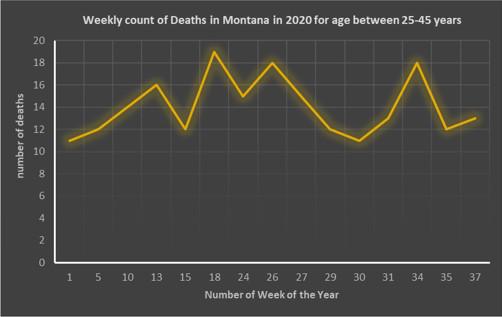 Weekly count of Deaths in Montana in 2020 for age between 25-45 years
20
18
16
14
12
10
8
6
4
2
0
number of deaths
1 5 10 13 15 18 24 26 27 29 30 31 34 35 37
Number of Week of the Year